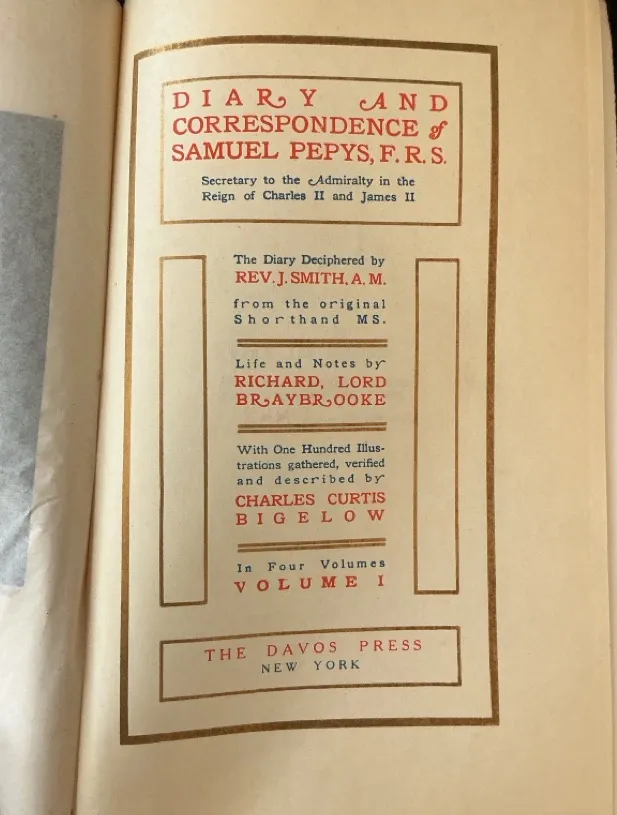 DIARY AND
CORRESPONDENCE of
SAMUEL PEPYS, F. R. S.
Secretary to the Admiralty in the
Reign of Charles II and James II
The Diary Deciphered by
REV. J. SMITH, A. M.
from the original
Shorthand MS.
Life and Notes by
RICHARD, LORD
BRAYBROOKE
With One Hundred Illus-
trations gathered, verified
and described by
CHARLES CURTIS
BIGELOW
In Four Volumes
VOLUME I
THE DAVOS PRESS
NEW YORK